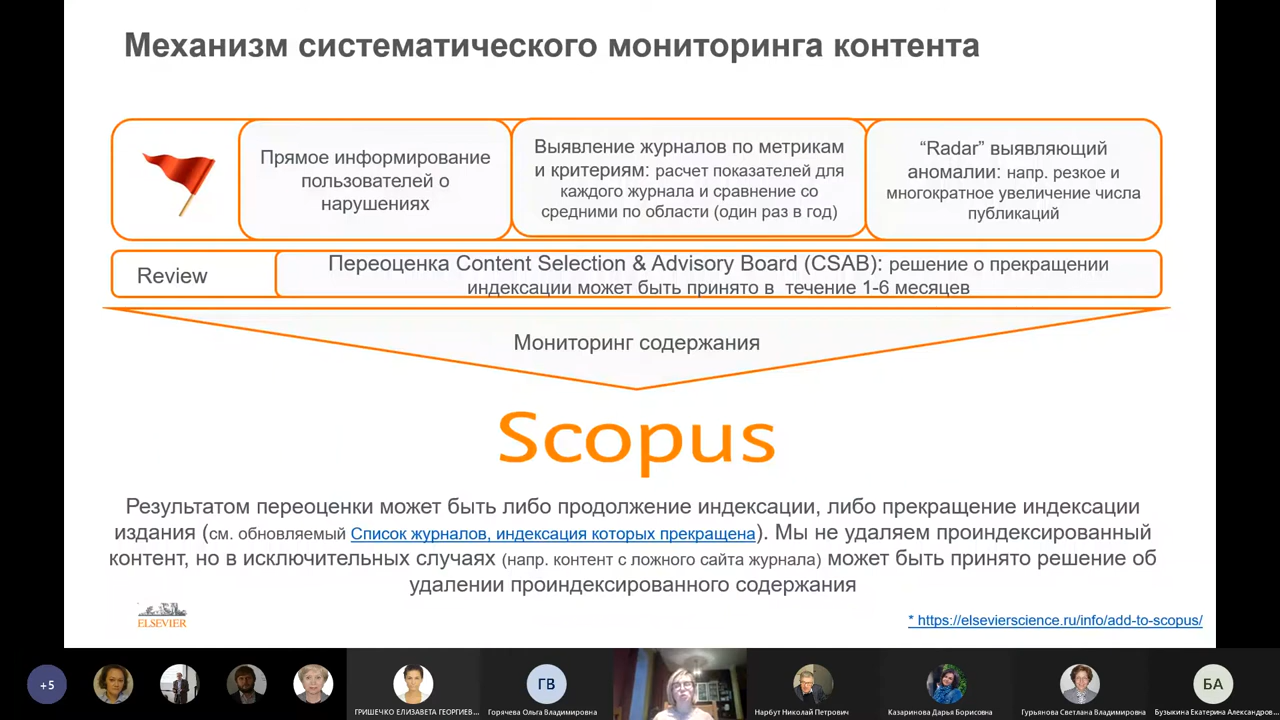 Механизм систематического мониторинга контента
Прямое информирование
пользователей о
нарушениях
Выявление журналов по метрикам
и критериям: расчет показателей для
каждого журнала и сравнение со
средними по области (один раз в год)
“Radar” выявляющий
аномалии: напр. резкое и
многократное увеличение числа
публикаций
Review
Переоценка Content Selection & Advisory Board (CSAB): решение о прекращении
индексации может быть принято в течение 1-6 месяцев
Мониторинг содержания
Scopus
Результатом переоценки может быть либо продолжение индексации, либо прекращение индексации
издания (см. обновляемый Список журналов, индексация которых прекращена). Мы не удаляем проиндексированный
контент, но в исключительных случаях (напр. контент с ложного сайта журнала) может быть принято решение об
удалении проиндексированного содержания
ELSEVIER
* https://elsevierscience.ru/info/add-to-scopus/
+5
ГВ
БА
ГРИШЕЧКО ЕЛИЗАВЕТА ГЕОРГИЕВ...
Горячева Ольга Владимировна
Нарбут Николай Петрович
Казаринова Дарья Борисовна
Гурьянова Светлана Владимировна
Бузыкина Екатерина Александров...